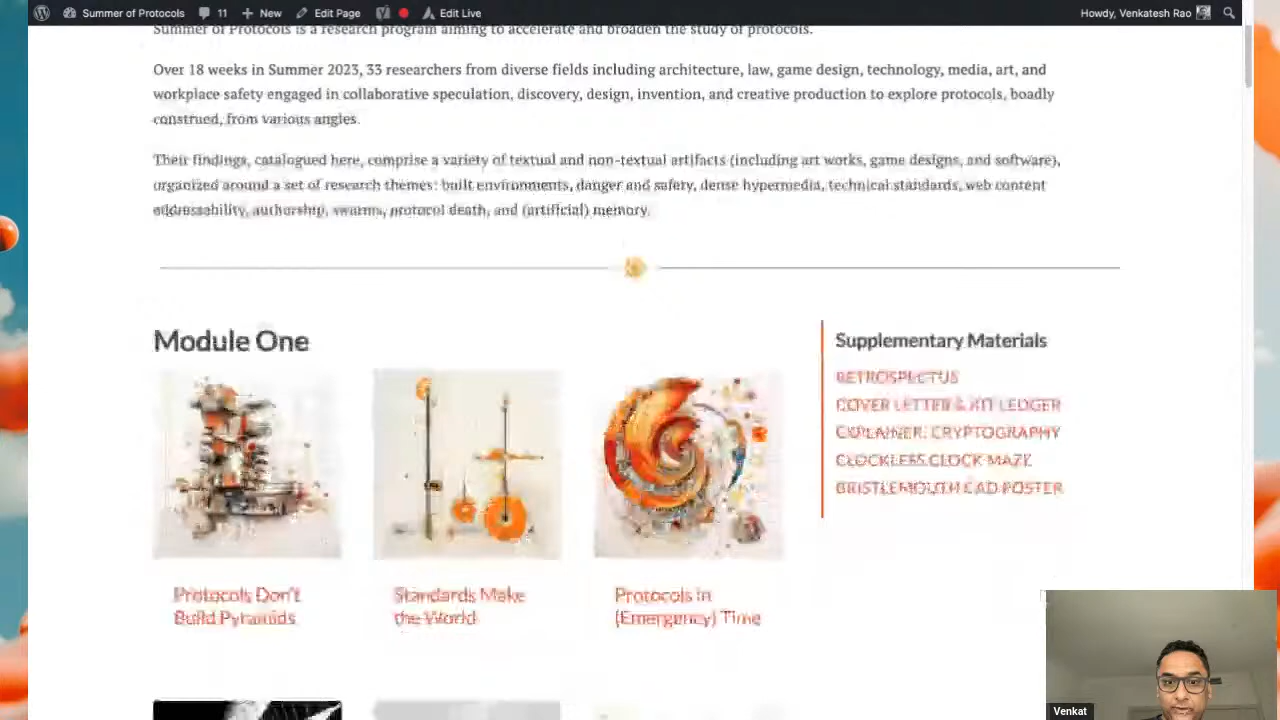 Summer of Protocols 11 New Edit Page Edit Live Howdy, Venkatesh Rao
Summer of Protocols is a research program aiming to accelerate and broaden the study of protocols.
Over 18 weeks in Summer 2023, 33 researchers from diverse fields including architecture, law, game design, technology, media, art, and
workplace safety engaged in collaborative speculation, discovery, design, invention, and creative production to explore protocols, boadly
construed, from various angles.
Their findings, catalogued here, comprise a variety of textual and non-textual artifacts (including art works, game designs, and software),
organized around a set of research themes: built environments, danger and safety, dense hypermedia, technical standards, web content
addressability, authorship, swarms, protocol death, and (artificial) memory.
Module One
Supplementary Materials
RETROSPECTUS
COVER LETTER & KIT LEDGER
EXPLAINER: CRYPTOGRAPHY
CLOCKLESS CLOCK MAZE
BRISTLEMOUTH CAD POSTER
Protocols Don't
Build Pyramids
Standards Make
the World
Protocols in
(Emergency) Time
Venkat